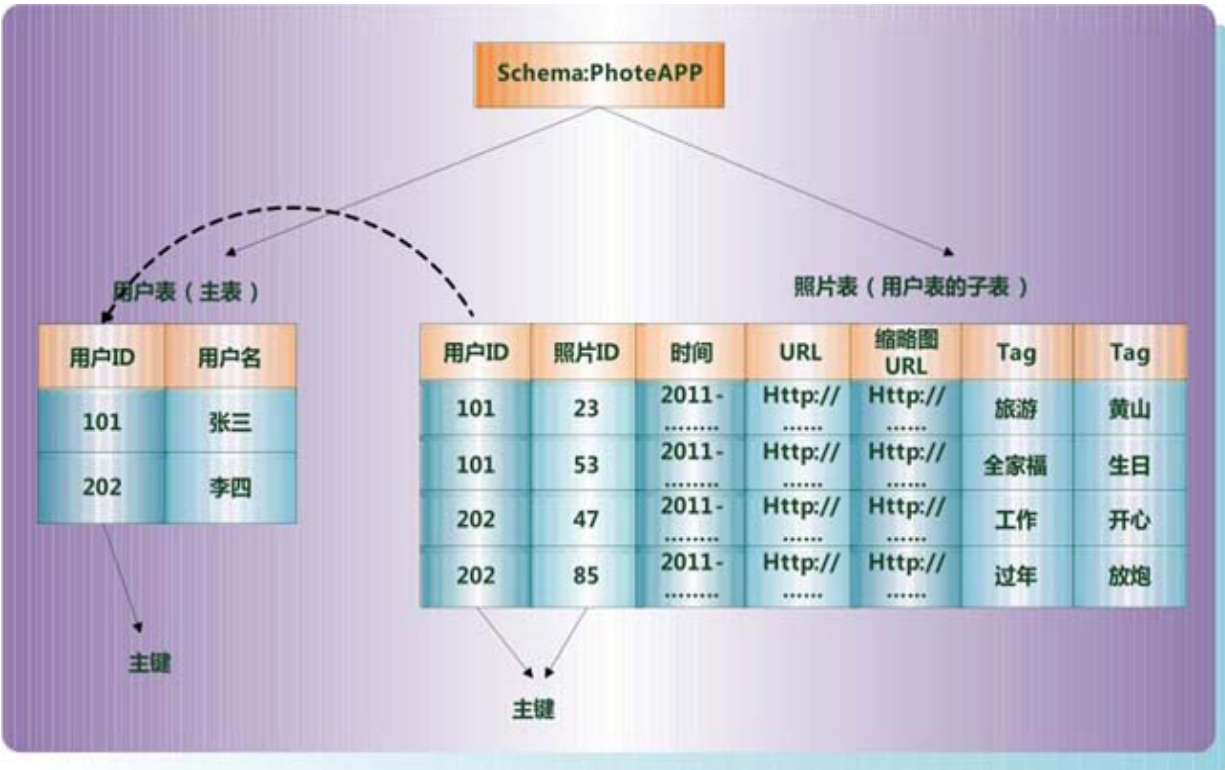 Schema:PhoteAPP
用户表（主表）
照片表（用户表的子表）
用户ID 用户名
101 张三
202 李四
主键
用户ID 照片ID 时间 URL 缩略图 URL Tag Tag
101 23 2011- ........ Http:// ...... Http:// ...... 旅游 黄山
101 53 2011- ........ Http:// ...... Http:// ...... 全家福 生日
202 47 2011- ........ Http:// ...... Http:// ...... 工作 开心
202 85 2011- ........ Http:// ...... Http:// ...... 过年 放炮
主键